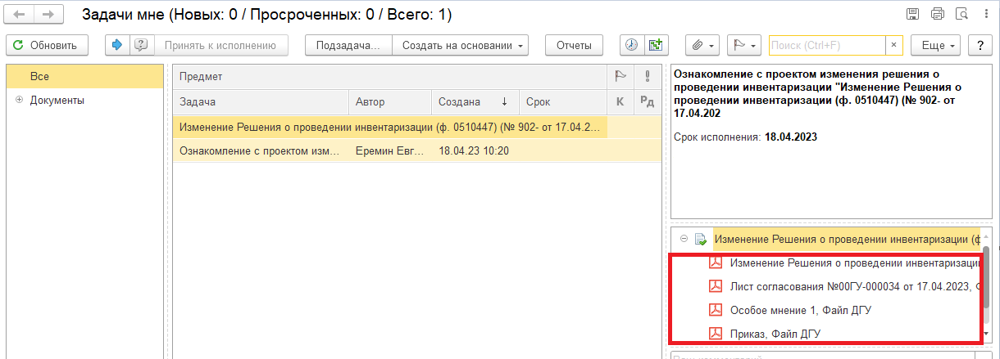 Задачи мне (Новых: 0 / Просроченных: 0 / Всего: 1)
Обновить
Принять к исполнению
Подзадача...
Создать на основании
Отчеты
Поиск (Ctrl+F)
×
Еще
?
Все
Документы
Предмет
Задача Автор Создана ↓ Срок К Рд
Изменение Решения о проведении инвентаризации (ф. 0510447) (№ 902- от 17.04.2...
Ознакомление с проектом изм... Еремин Евг... 18.04.23 10:20
Ознакомление с проектом изменения решения о
проведении инвентаризации "Изменение Решения о
проведении инвентаризации (ф. 0510447) (№ 902- от
17.04.202
Срок исполнения: 18.04.2023
Изменение Решения о проведении инвентаризации (ф
Изменение Решения о проведении инвентаризаци
Лист согласования №00ГУ-000034 от 17.04.2023, Ф
Особое мнение 1, Файл ДГУ
Приказ, Файл ДГУ